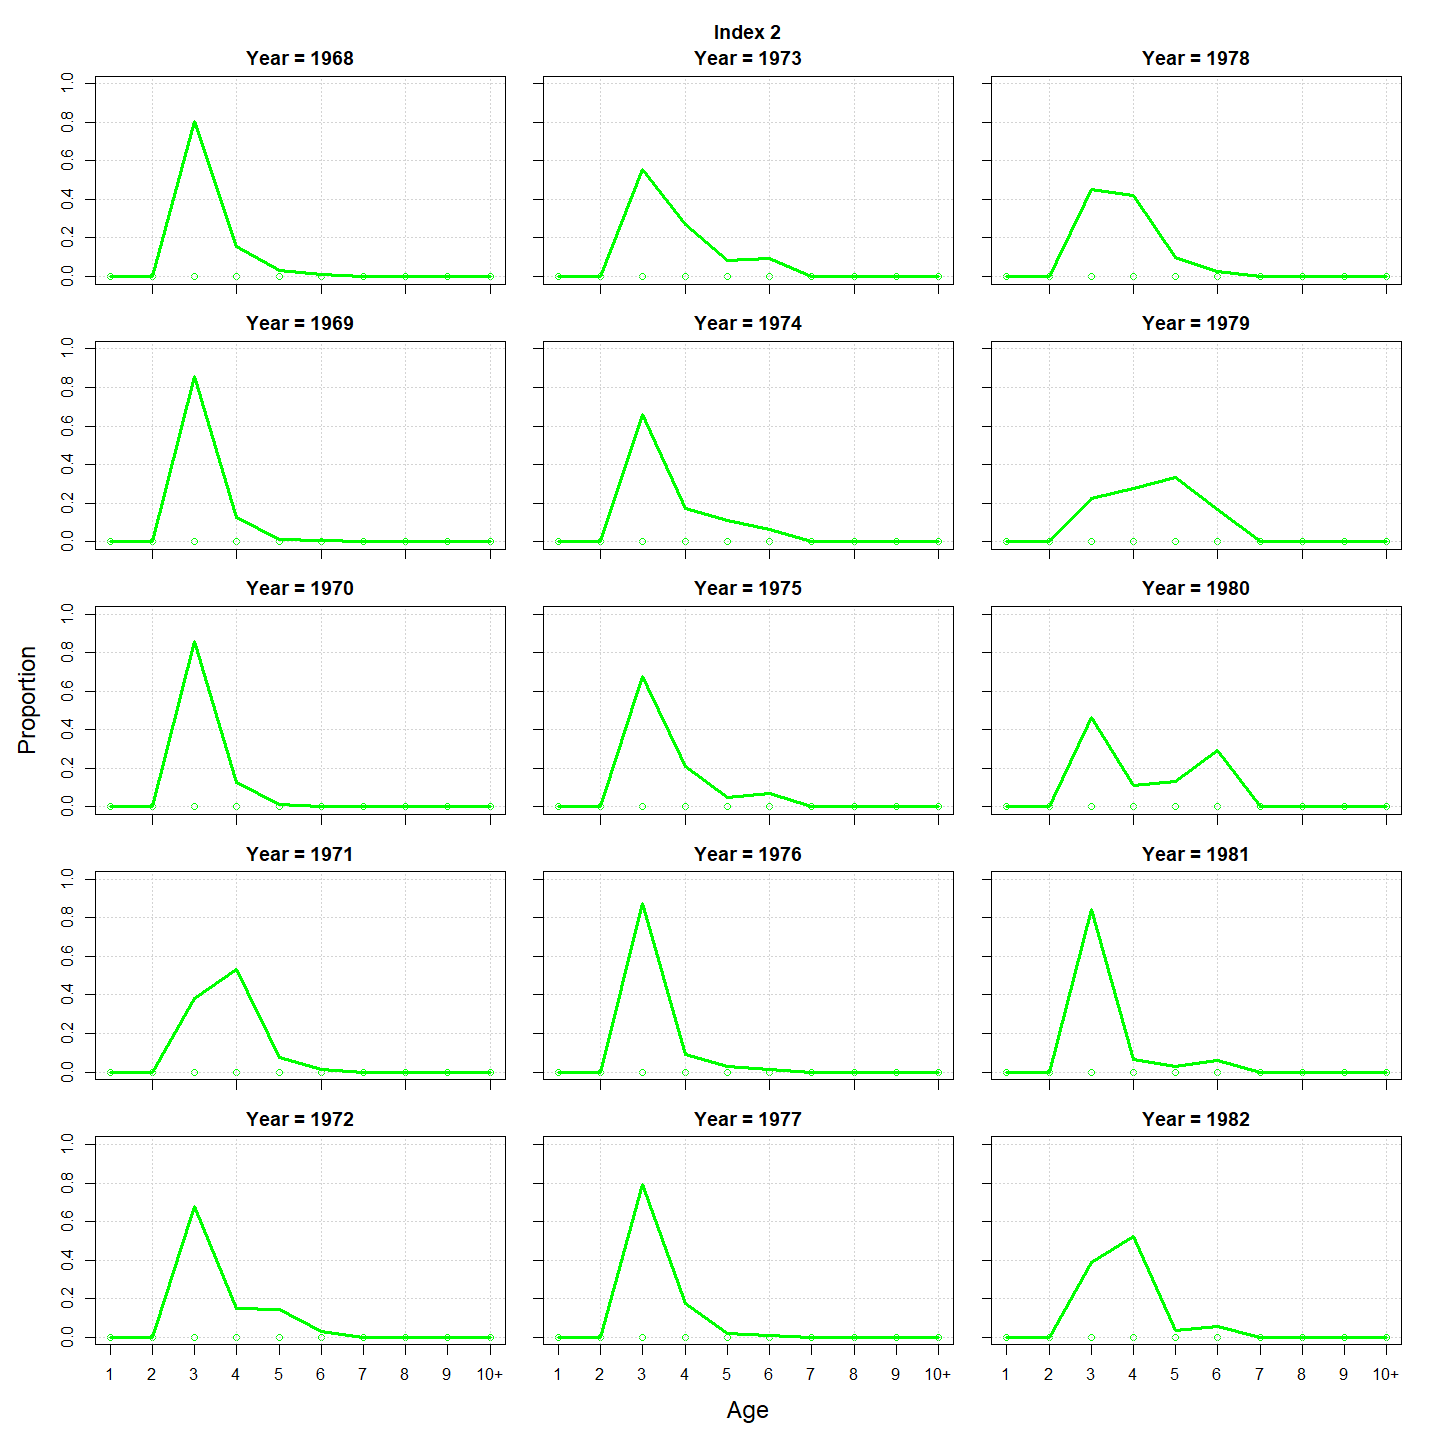 Index 2
Year = 1968
Year = 1973
Year = 1978
0.0 0.2 0.4 0.6 0.8 1.0
Year = 1969
Year = 1974
Year = 1979
0.0 0.2 0.4 0.6 0.8 1.0
Year = 1970
Year = 1975
Year = 1980
0.0 0.2 0.4 0.6 0.8 1.0
Proportion
Year = 1971
Year = 1976
Year = 1981
0.0 0.2 0.4 0.6 0.8 1.0
Year = 1972
Year = 1977
Year = 1982
0.0 0.2 0.4 0.6 0.8 1.0
1 2 3 4 5 6 7 8 9 10+
1 2 3 4 5 6 7 8 9 10+
1 2 3 4 5 6 7 8 9 10+
Age